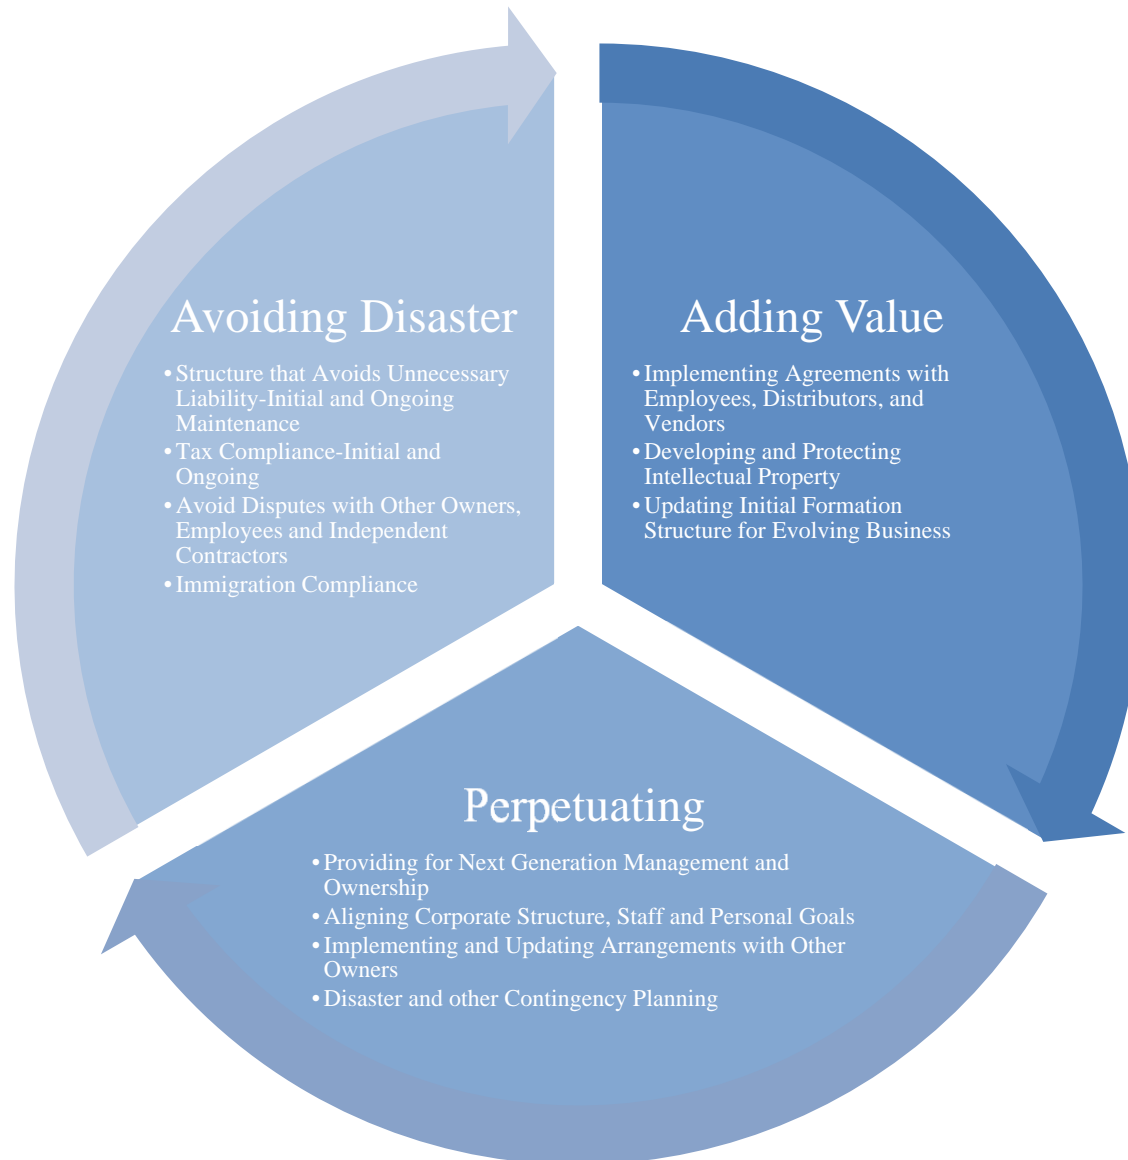 Avoiding Disaster
•Structure that Avoids Unnecessary
Liability-Initial and Ongoing
Maintenance
•Tax Compliance-Initial and
Ongoing
•Avoid Disputes with Other Owners,
Employees and Independent
Contractors
•Immigration Compliance
Adding Value
•Implementing Agreements with
Employees, Distributors, and
Vendors
•Developing and Protecting
Intellectual Property
•Updating Initial Formation
Structure for Evolving Business
Perpetuating
•Providing for Next Generation Management and
Ownership
•Aligning Corporate Structure, Staff and Personal Goals
•Implementing and Updating Arrangements with Other
Owners
•Disaster and other Contingency Planning